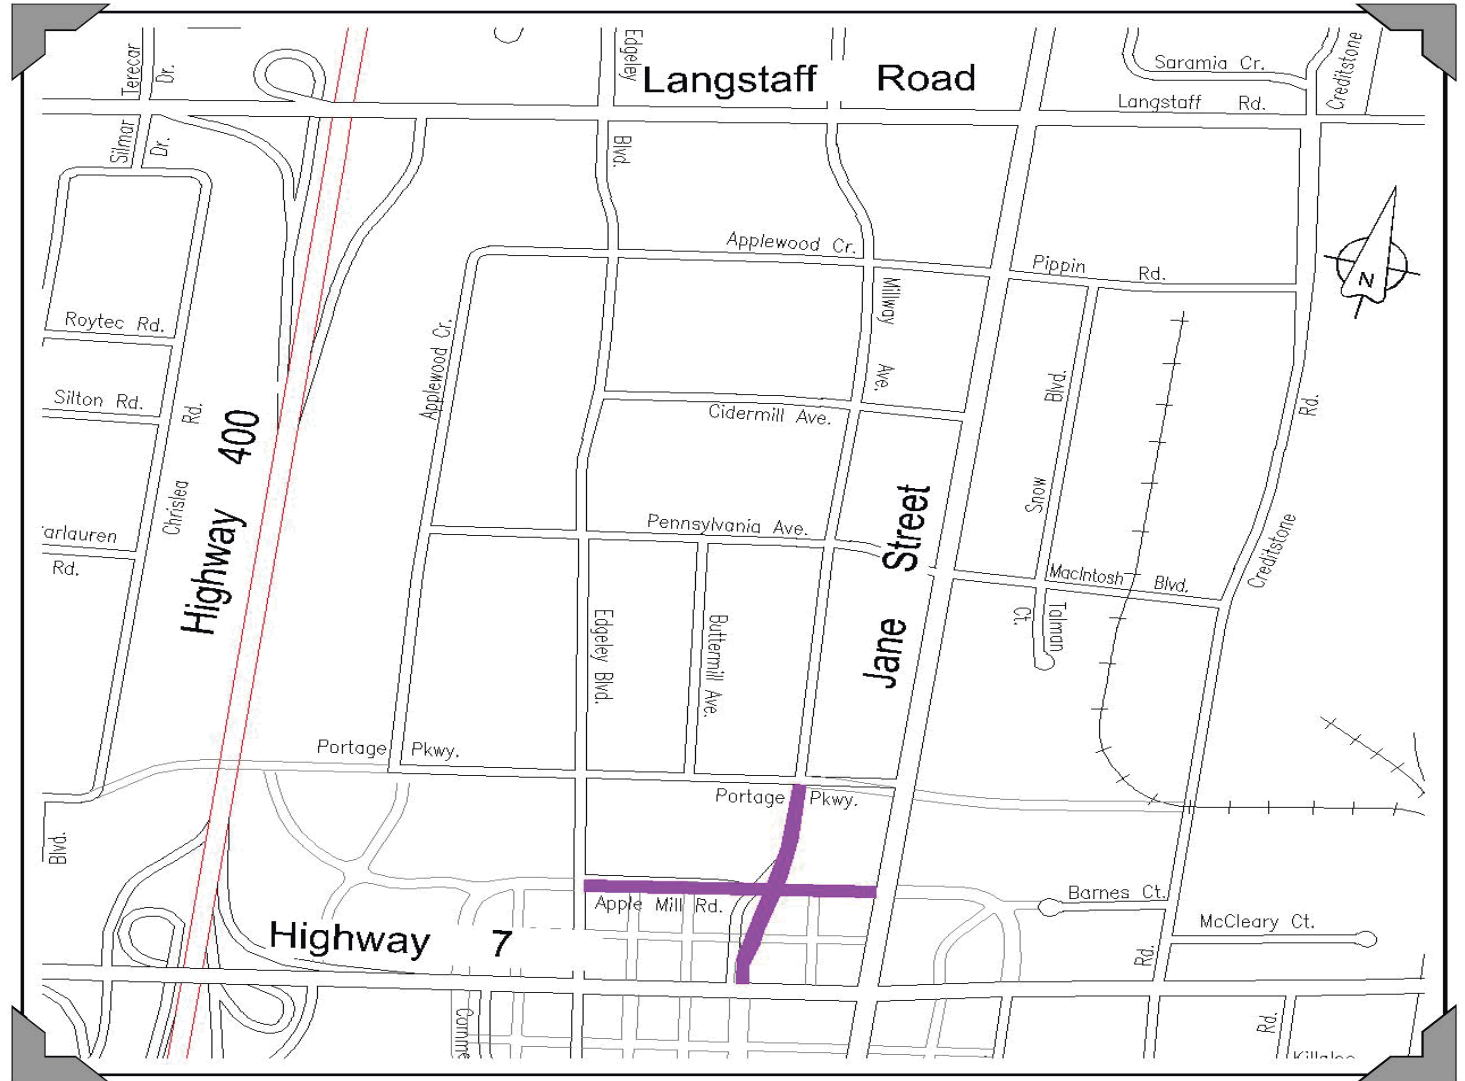 Terecar
Dr.
Edgeley
Langstaff Road
Saramia Cr.
Creditstone
Langstaff Rd.
Silmar
Dr.
Blvd.
Applewood Cr.
Pippin Rd.
N
Millway
Ave.
Roytec Rd.
Applewood Cr.
Silton Rd.
Rd.
Cidermill Ave.
Blvd.
Rd.
Highway 400
Chrislea
Snow
Jane Street
Pennsylvania Ave.
arlauren
Rd.
Creditstone
MacIntosh Blvd.
Talman
Ct.
Edgeley Blvd.
Buttermill Ave.
Portage Pkwy.
Portage Pkwy.
Blvd.
Apple Mill Rd.
Barnes Ct.
McCleary Ct.
Highway 7
Rd.
Comme
Rd.